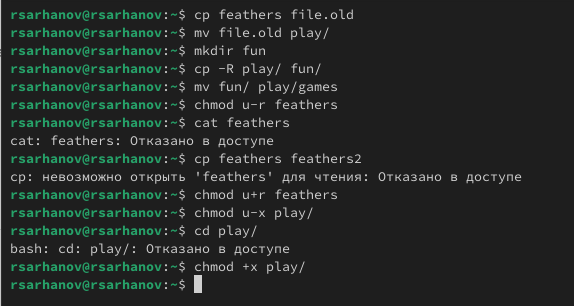 rsarhanov@rsarhanov:~$ cp feathers file.old
rsarhanov@rsarhanov:~$ mv file.old play/
rsarhanov@rsarhanov:~$ mkdir fun
rsarhanov@rsarhanov:~$ cp -R play/ fun/
rsarhanov@rsarhanov:~$ mv fun/ play/games
rsarhanov@rsarhanov:~$ chmod u-r feathers
rsarhanov@rsarhanov:~$ cat feathers
cat: feathers: Отказано в доступе
rsarhanov@rsarhanov:~$ cp feathers feathers2
cp: невозможно открыть 'feathers' для чтения: Отказано в доступе
rsarhanov@rsarhanov:~$ chmod u+r feathers
rsarhanov@rsarhanov:~$ chmod u-x play/
rsarhanov@rsarhanov:~$ cd play/
bash: cd: play/: Отказано в доступе
rsarhanov@rsarhanov:~$ chmod +x play/
rsarhanov@rsarhanov:~$